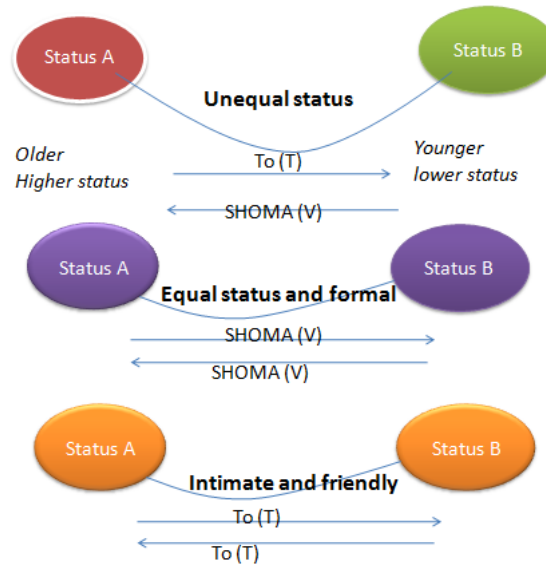 Status A
Status B
Unequal status
Older
Higher status
To (T)
Younger
lower status
SHOMA (V)
Status A
Status B
Equal status and formal
SHOMA (V)
SHOMA (V)
Status A
Status B
Intimate and friendly
To (T)
To (T)